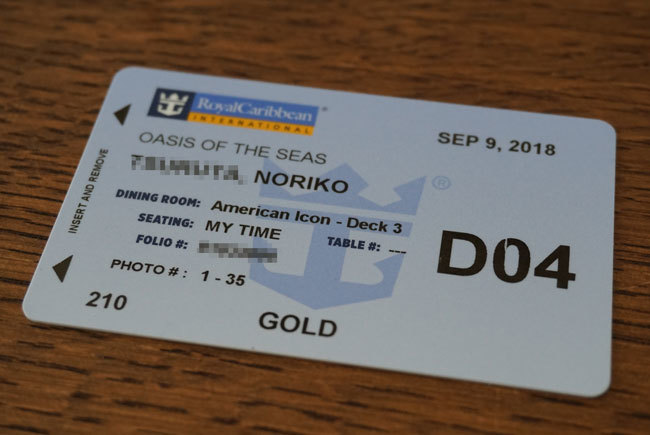 RoyalCaribbean®
INTERNATIONAL
SEP 9, 2018
OASIS OF THE SEAS
NORIKO
®
DINING ROOM: American Icon - Deck 3
SEATING: MY TIME
FOLIO #: TABLE #: ---
D04
PHOTO # : 1 - 35
210
GOLD
INSERT AND REMOVE